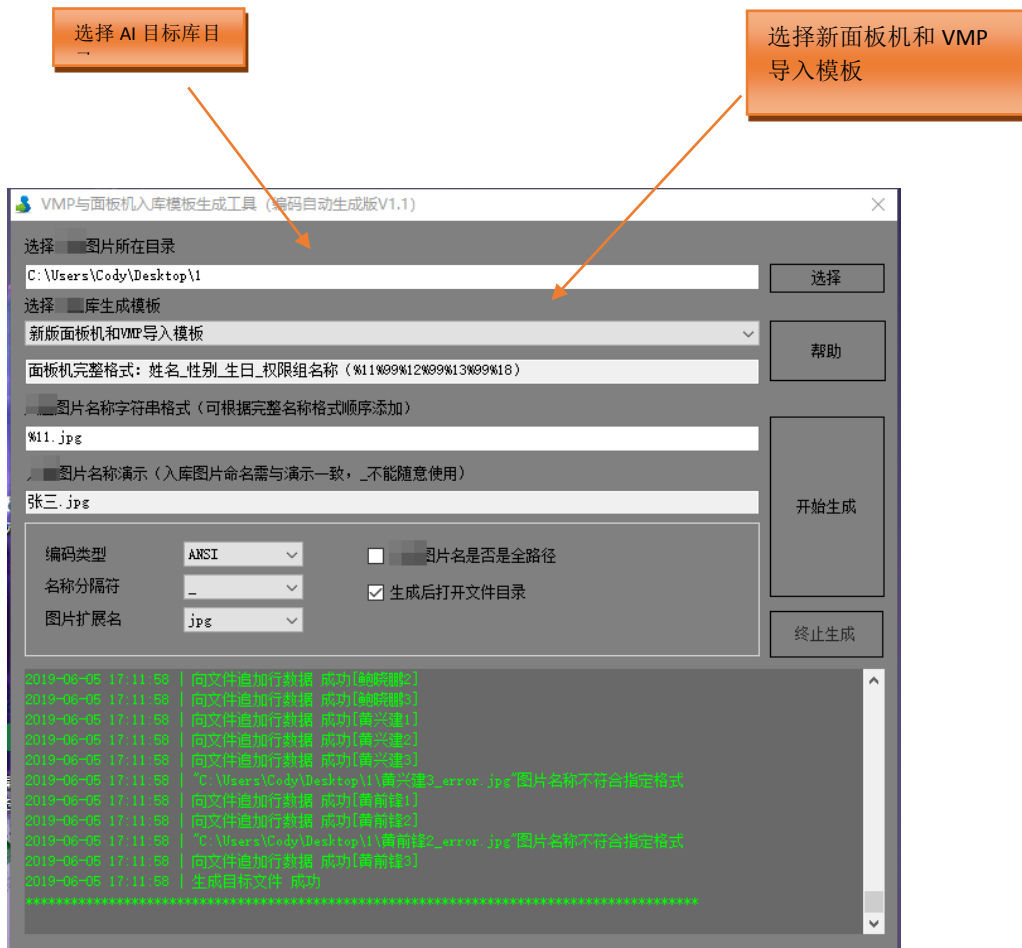 选择 AI 目标库目
选择新面板机和 VMP
导入模板
VMP与面板机入库模板生成工具（编码自动生成版V1.1）
选择 图片所在目录
C:\Users\Cody\Desktop\1
选择
选择 库生成模板
新版面板机和VMP导入模板
帮助
面板机完整格式：姓名_性别_生日_权限组名称（%11%99%12%99%13%99%18）
图片名称字符串格式（可根据完整名称格式顺序添加）
%11.jpg
图片名称演示（入库图片命名需与演示一致，_不能随意使用）
张三.jpg
开始生成
编码类型 ANSI 图片名是否是全路径
名称分隔符 _ 生成后打开文件目录
图片扩展名 jpg
终止生成
2019-06-05 17:11:58 | 向文件追加行数据 成功[鲍晓鹏2]
2019-06-05 17:11:58 | 向文件追加行数据 成功[鲍晓鹏3]
2019-06-05 17:11:58 | 向文件追加行数据 成功[黄兴建1]
2019-06-05 17:11:58 | 向文件追加行数据 成功[黄兴建2]
2019-06-05 17:11:58 | 向文件追加行数据 成功[黄兴建3]
2019-06-05 17:11:58 | "C:\Users\Cody\Desktop\1\黄兴建3_error.jpg"图片名称不符合指定格式
2019-06-05 17:11:58 | 向文件追加行数据 成功[黄前锋1]
2019-06-05 17:11:58 | 向文件追加行数据 成功[黄前锋2]
2019-06-05 17:11:58 | "C:\Users\Cody\Desktop\1\黄前锋2_error.jpg"图片名称不符合指定格式
2019-06-05 17:11:58 | 向文件追加行数据 成功[黄前锋3]
2019-06-05 17:11:58 | 生成目标文件 成功